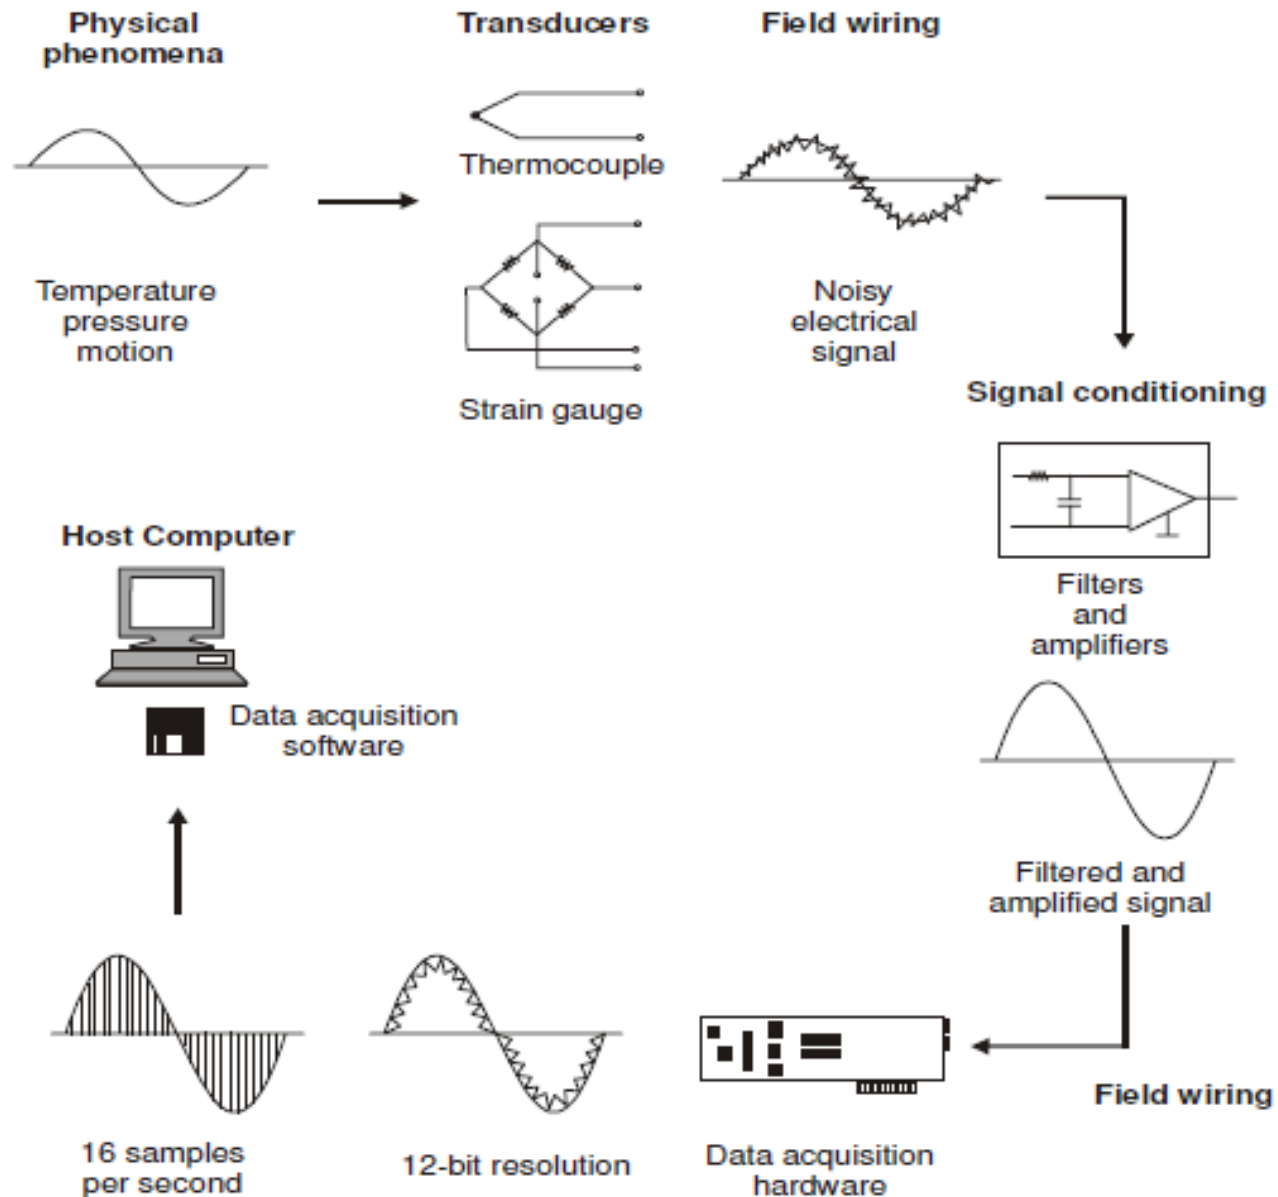 Physical
phenomena
Transducers
Field wiring
Thermocouple
Temperature
pressure
motion
Strain gauge
Noisy
electrical
signal
Signal conditioning
Filters
and
amplifiers
Filtered and
amplified signal
Field wiring
Data acquisition
hardware
12-bit resolution
16 samples
per second
Host Computer
Data acquisition
software